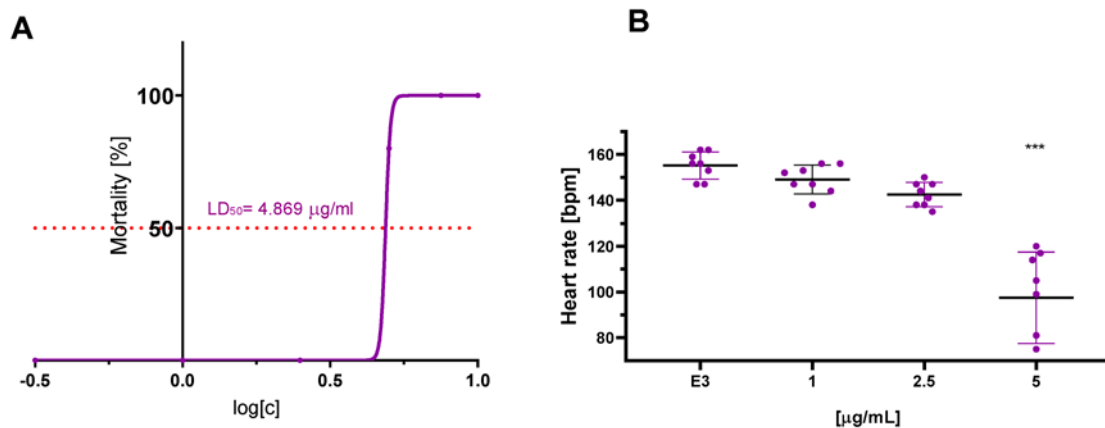 A
Mortality [%]
100
50
LD50= 4.869 μg/ml
-0.5
0.0
0.5
1.0
log[c]
B
Heart rate [bpm]
160
140
120
100
80
***
E3
1
2.5
5
[μg/mL]